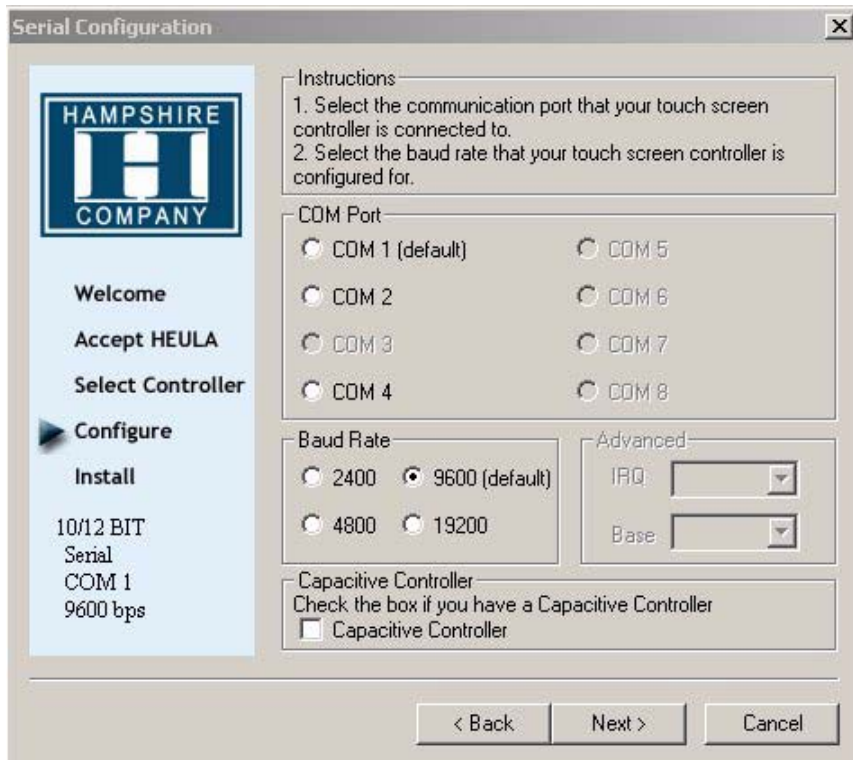 Serial Configuration
HAMPSHIRE
COMPANY
Welcome
Accept HEULA
Select Controller
Configure
Install
10/12 BIT
Serial
COM 1
9600 bps
Instructions
1. Select the communication port that your touch screen
controller is connected to.
2. Select the baud rate that your touch screen controller is
configured for.
COM Port
COM 1 (default)
COM 5
COM 2
COM 6
COM 3
COM 7
COM 4
COM 8
Baud Rate
2400
9600 (default)
4800
19200
Advanced
IRQ
Base
Capacitive Controller
Check the box if you have a Capacitive Controller
Capacitive Controller
< Back
Next >
Cancel